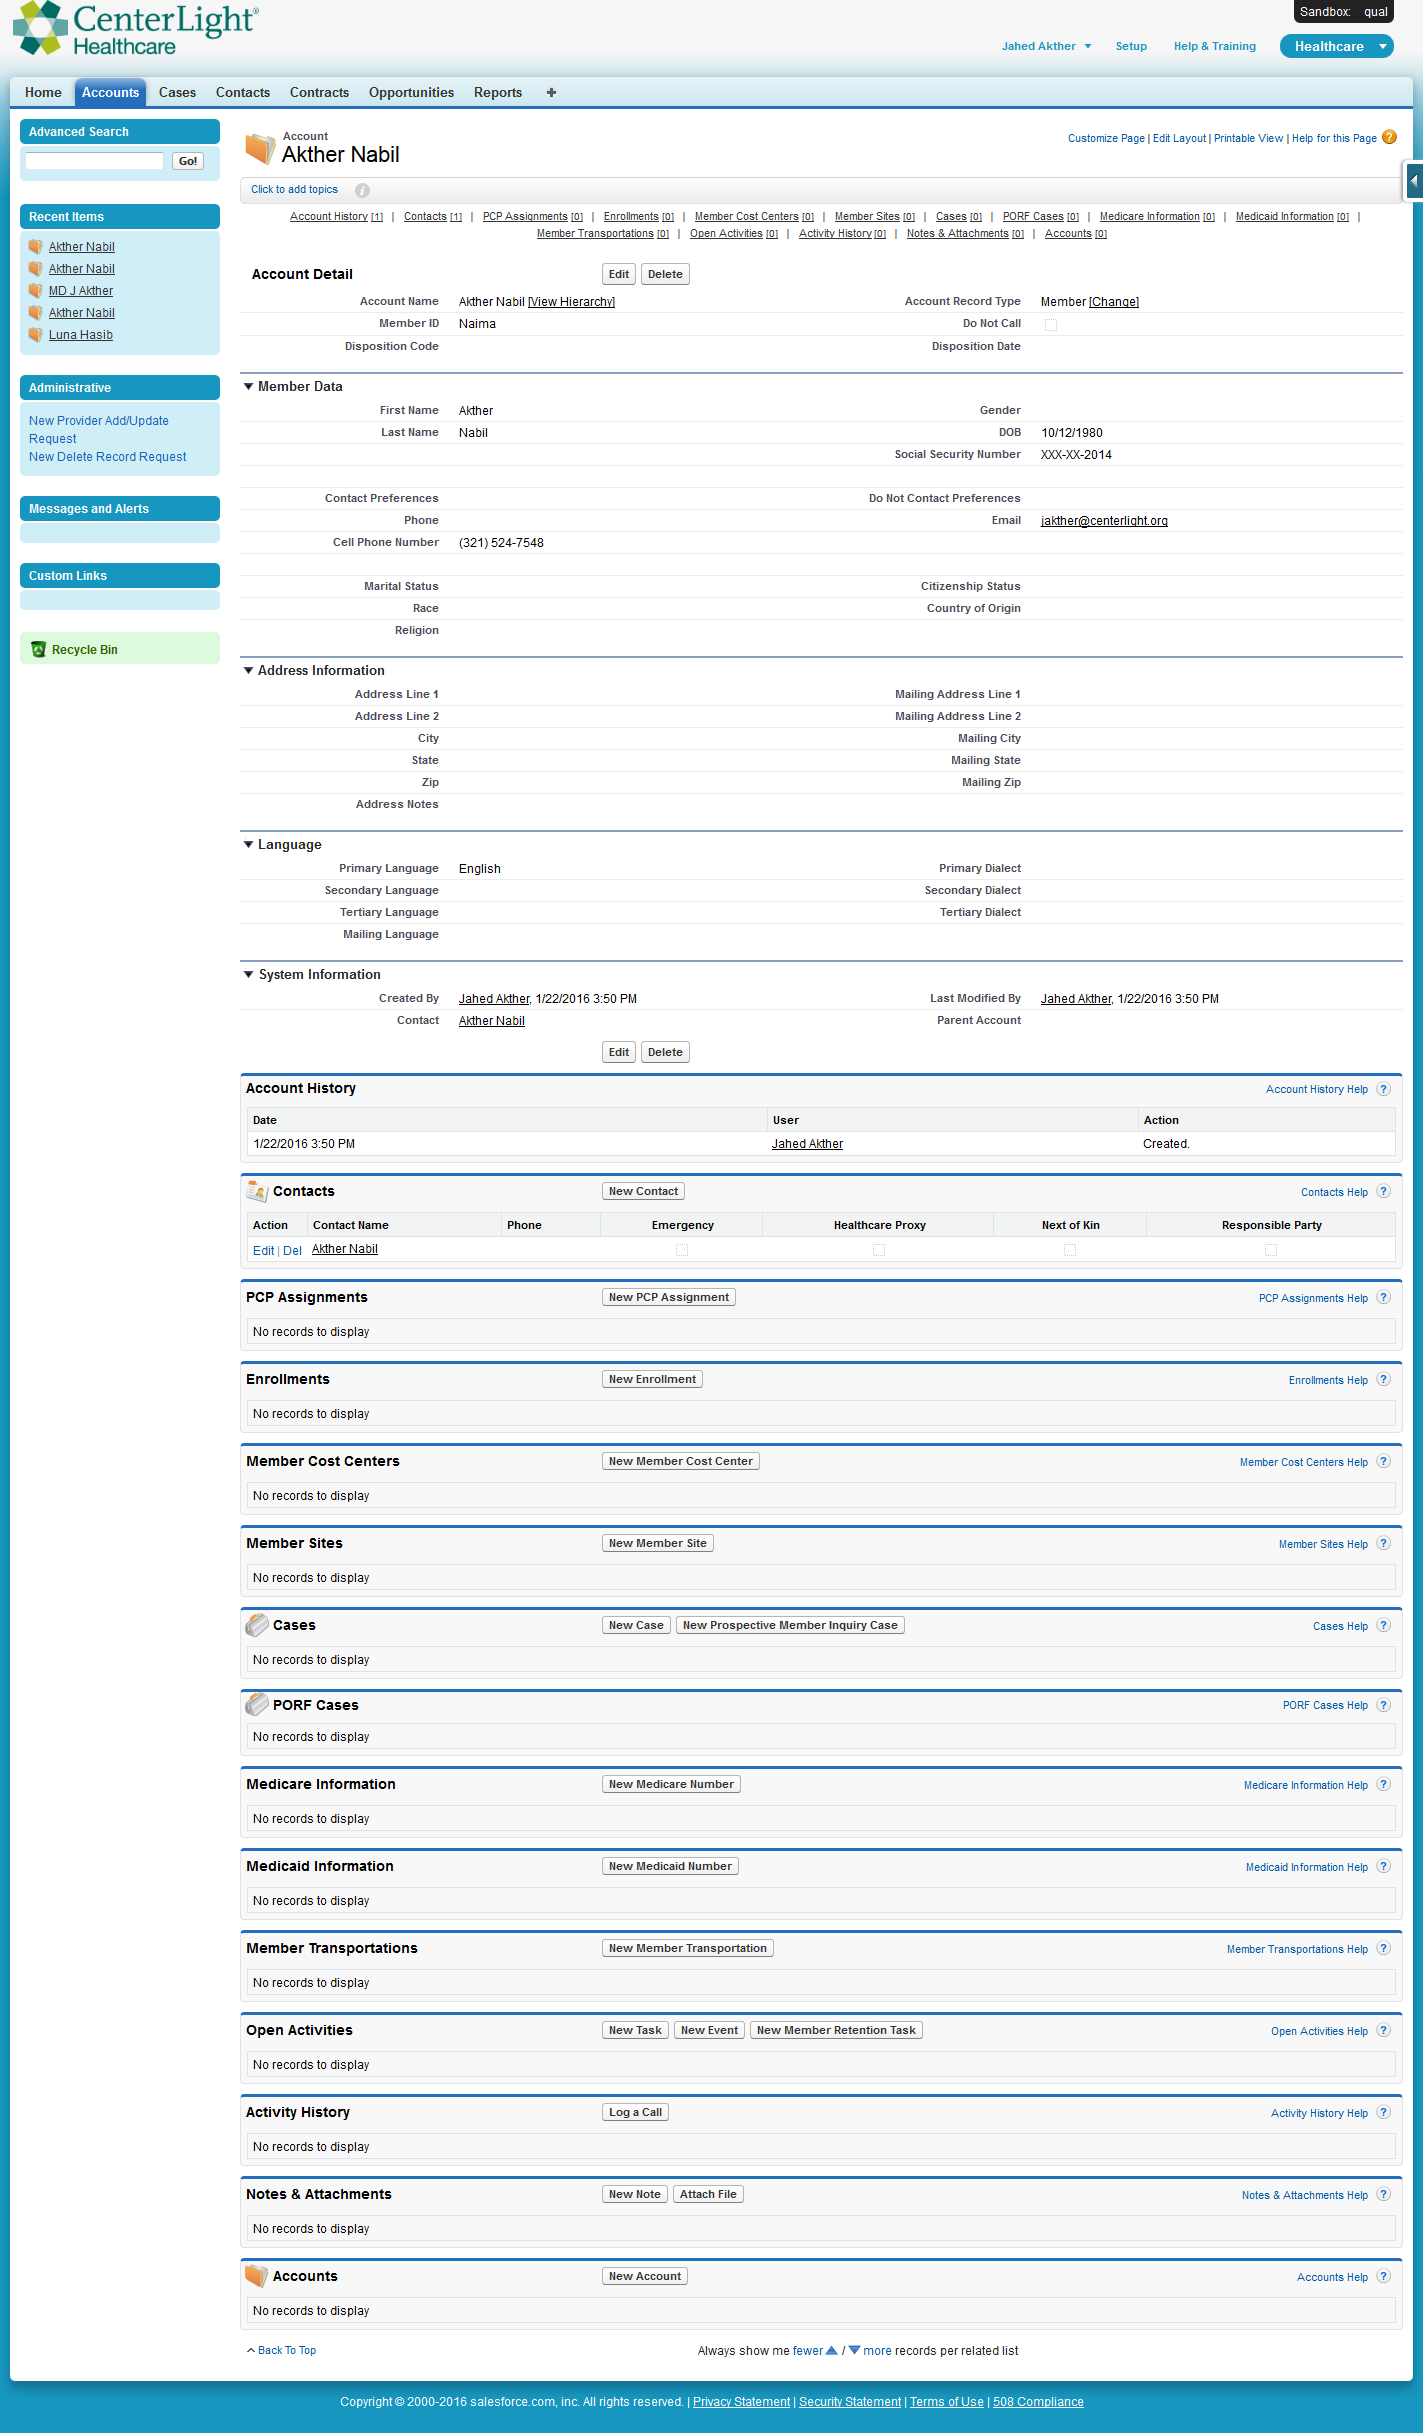 CenterLight®
Healthcare
Sandbox: qual
Jahed Akther Setup Help & Training Healthcare
Home Accounts Cases Contacts Contracts Opportunities Reports +
Advanced Search
Go!
Recent Items
Akther Nabil
Akther Nabil
MD J Akther
Akther Nabil
Luna Hasib
Administrative
New Provider Add/Update
Request
New Delete Record Request
Messages and Alerts
Custom Links
Recycle Bin
Account
Akther Nabil
Customize Page | Edit Layout | Printable View | Help for this Page ?
Click to add topics i
Account History [1] | Contacts [1] | PCP Assignments [0] | Enrollments [0] | Member Cost Centers [0] | Member Sites [0] | Cases [0] | PORF Cases [0] | Medicare Information [0] | Medicaid Information [0] |
Member Transportations [0] | Open Activities [0] | Activity History [0] | Notes & Attachments [0] | Accounts [0]
Account Detail Edit Delete
Account Name Akther Nabil [View Hierarchy] Account Record Type Member [Change]
Member ID Naima Do Not Call
Disposition Code Disposition Date
Member Data
First Name Akther Gender
Last Name Nabil DOB 10/12/1980
Social Security Number XXX-XX-2014
Contact Preferences Do Not Contact Preferences
Phone Email jakther@centerlight.org
Cell Phone Number (321) 524-7548
Marital Status Citizenship Status
Race Country of Origin
Religion
Address Information
Address Line 1 Mailing Address Line 1
Address Line 2 Mailing Address Line 2
City Mailing City
State Mailing State
Zip Mailing Zip
Address Notes
Language
Primary Language English Primary Dialect
Secondary Language Secondary Dialect
Tertiary Language Tertiary Dialect
Mailing Language
System Information
Created By Jahed Akther, 1/22/2016 3:50 PM Last Modified By Jahed Akther, 1/22/2016 3:50 PM
Contact Akther Nabil Parent Account
Edit Delete
Account History Account History Help ?
Date User Action
1/22/2016 3:50 PM Jahed Akther Created.
Contacts New Contact Contacts Help ?
Action Contact Name Phone Emergency Healthcare Proxy Next of Kin Responsible Party
Edit | Del Akther Nabil
PCP Assignments New PCP Assignment PCP Assignments Help ?
No records to display
Enrollments New Enrollment Enrollments Help ?
No records to display
Member Cost Centers New Member Cost Center Member Cost Centers Help ?
No records to display
Member Sites New Member Site Member Sites Help ?
No records to display
Cases New Case New Prospective Member Inquiry Case Cases Help ?
No records to display
PORF Cases PORF Cases Help ?
No records to display
Medicare Information New Medicare Number Medicare Information Help ?
No records to display
Medicaid Information New Medicaid Number Medicaid Information Help ?
No records to display
Member Transportations New Member Transportation Member Transportations Help ?
No records to display
Open Activities New Task New Event New Member Retention Task Open Activities Help ?
No records to display
Activity History Log a Call Activity History Help ?
No records to display
Notes & Attachments New Note Attach File Notes & Attachments Help ?
No records to display
Accounts New Account Accounts Help ?
No records to display
^ Back To Top Always show me fewer / more records per related list
Copyright © 2000-2016 salesforce.com, inc. All rights reserved. | Privacy Statement | Security Statement | Terms of Use | 508 Compliance